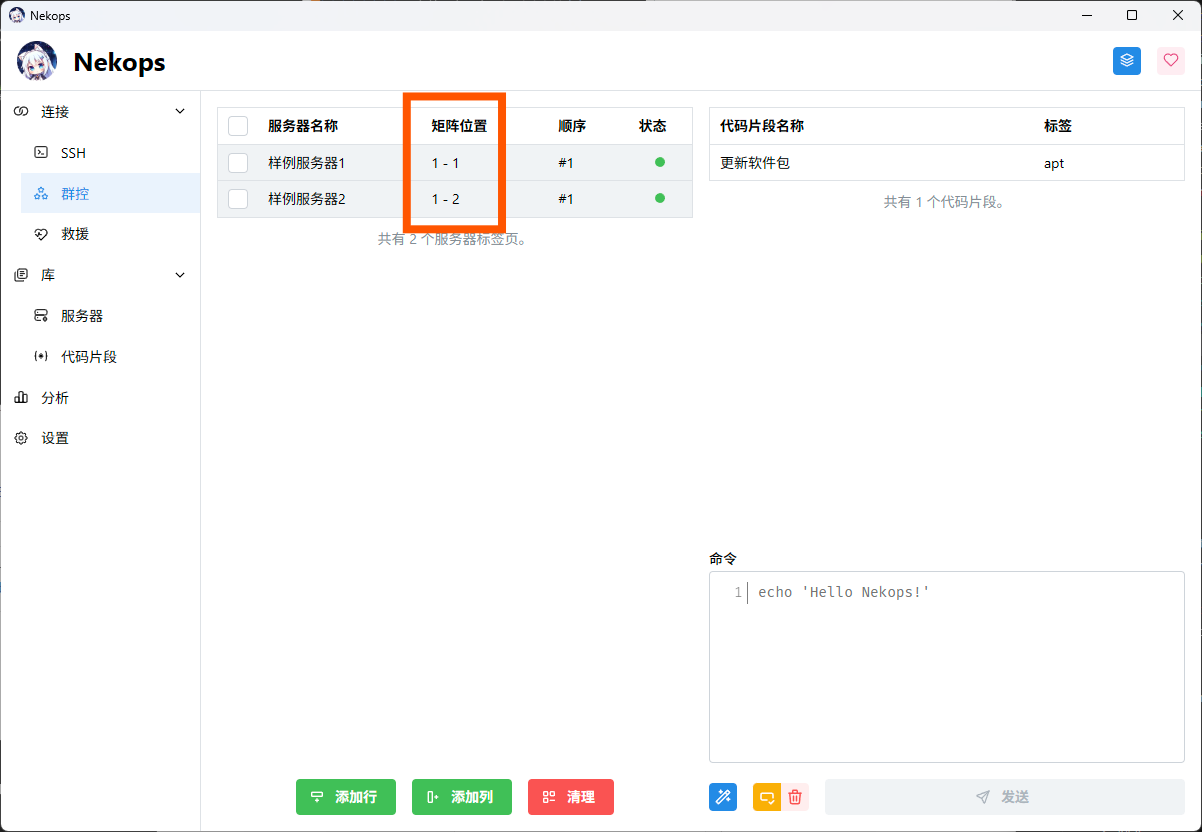 Nekops
Nekops
连接
SSH
群控
救援
库
服务器
代码片段
分析
设置
服务器名称 矩阵位置 顺序 状态
样例服务器1 1 - 1 #1
样例服务器2 1 - 2 #1
共有 2 个服务器标签页。
添加行 添加列 清理
代码片段名称 标签
更新软件包 apt
共有 1 个代码片段。
命令
1 echo 'Hello Nekops!'
发送